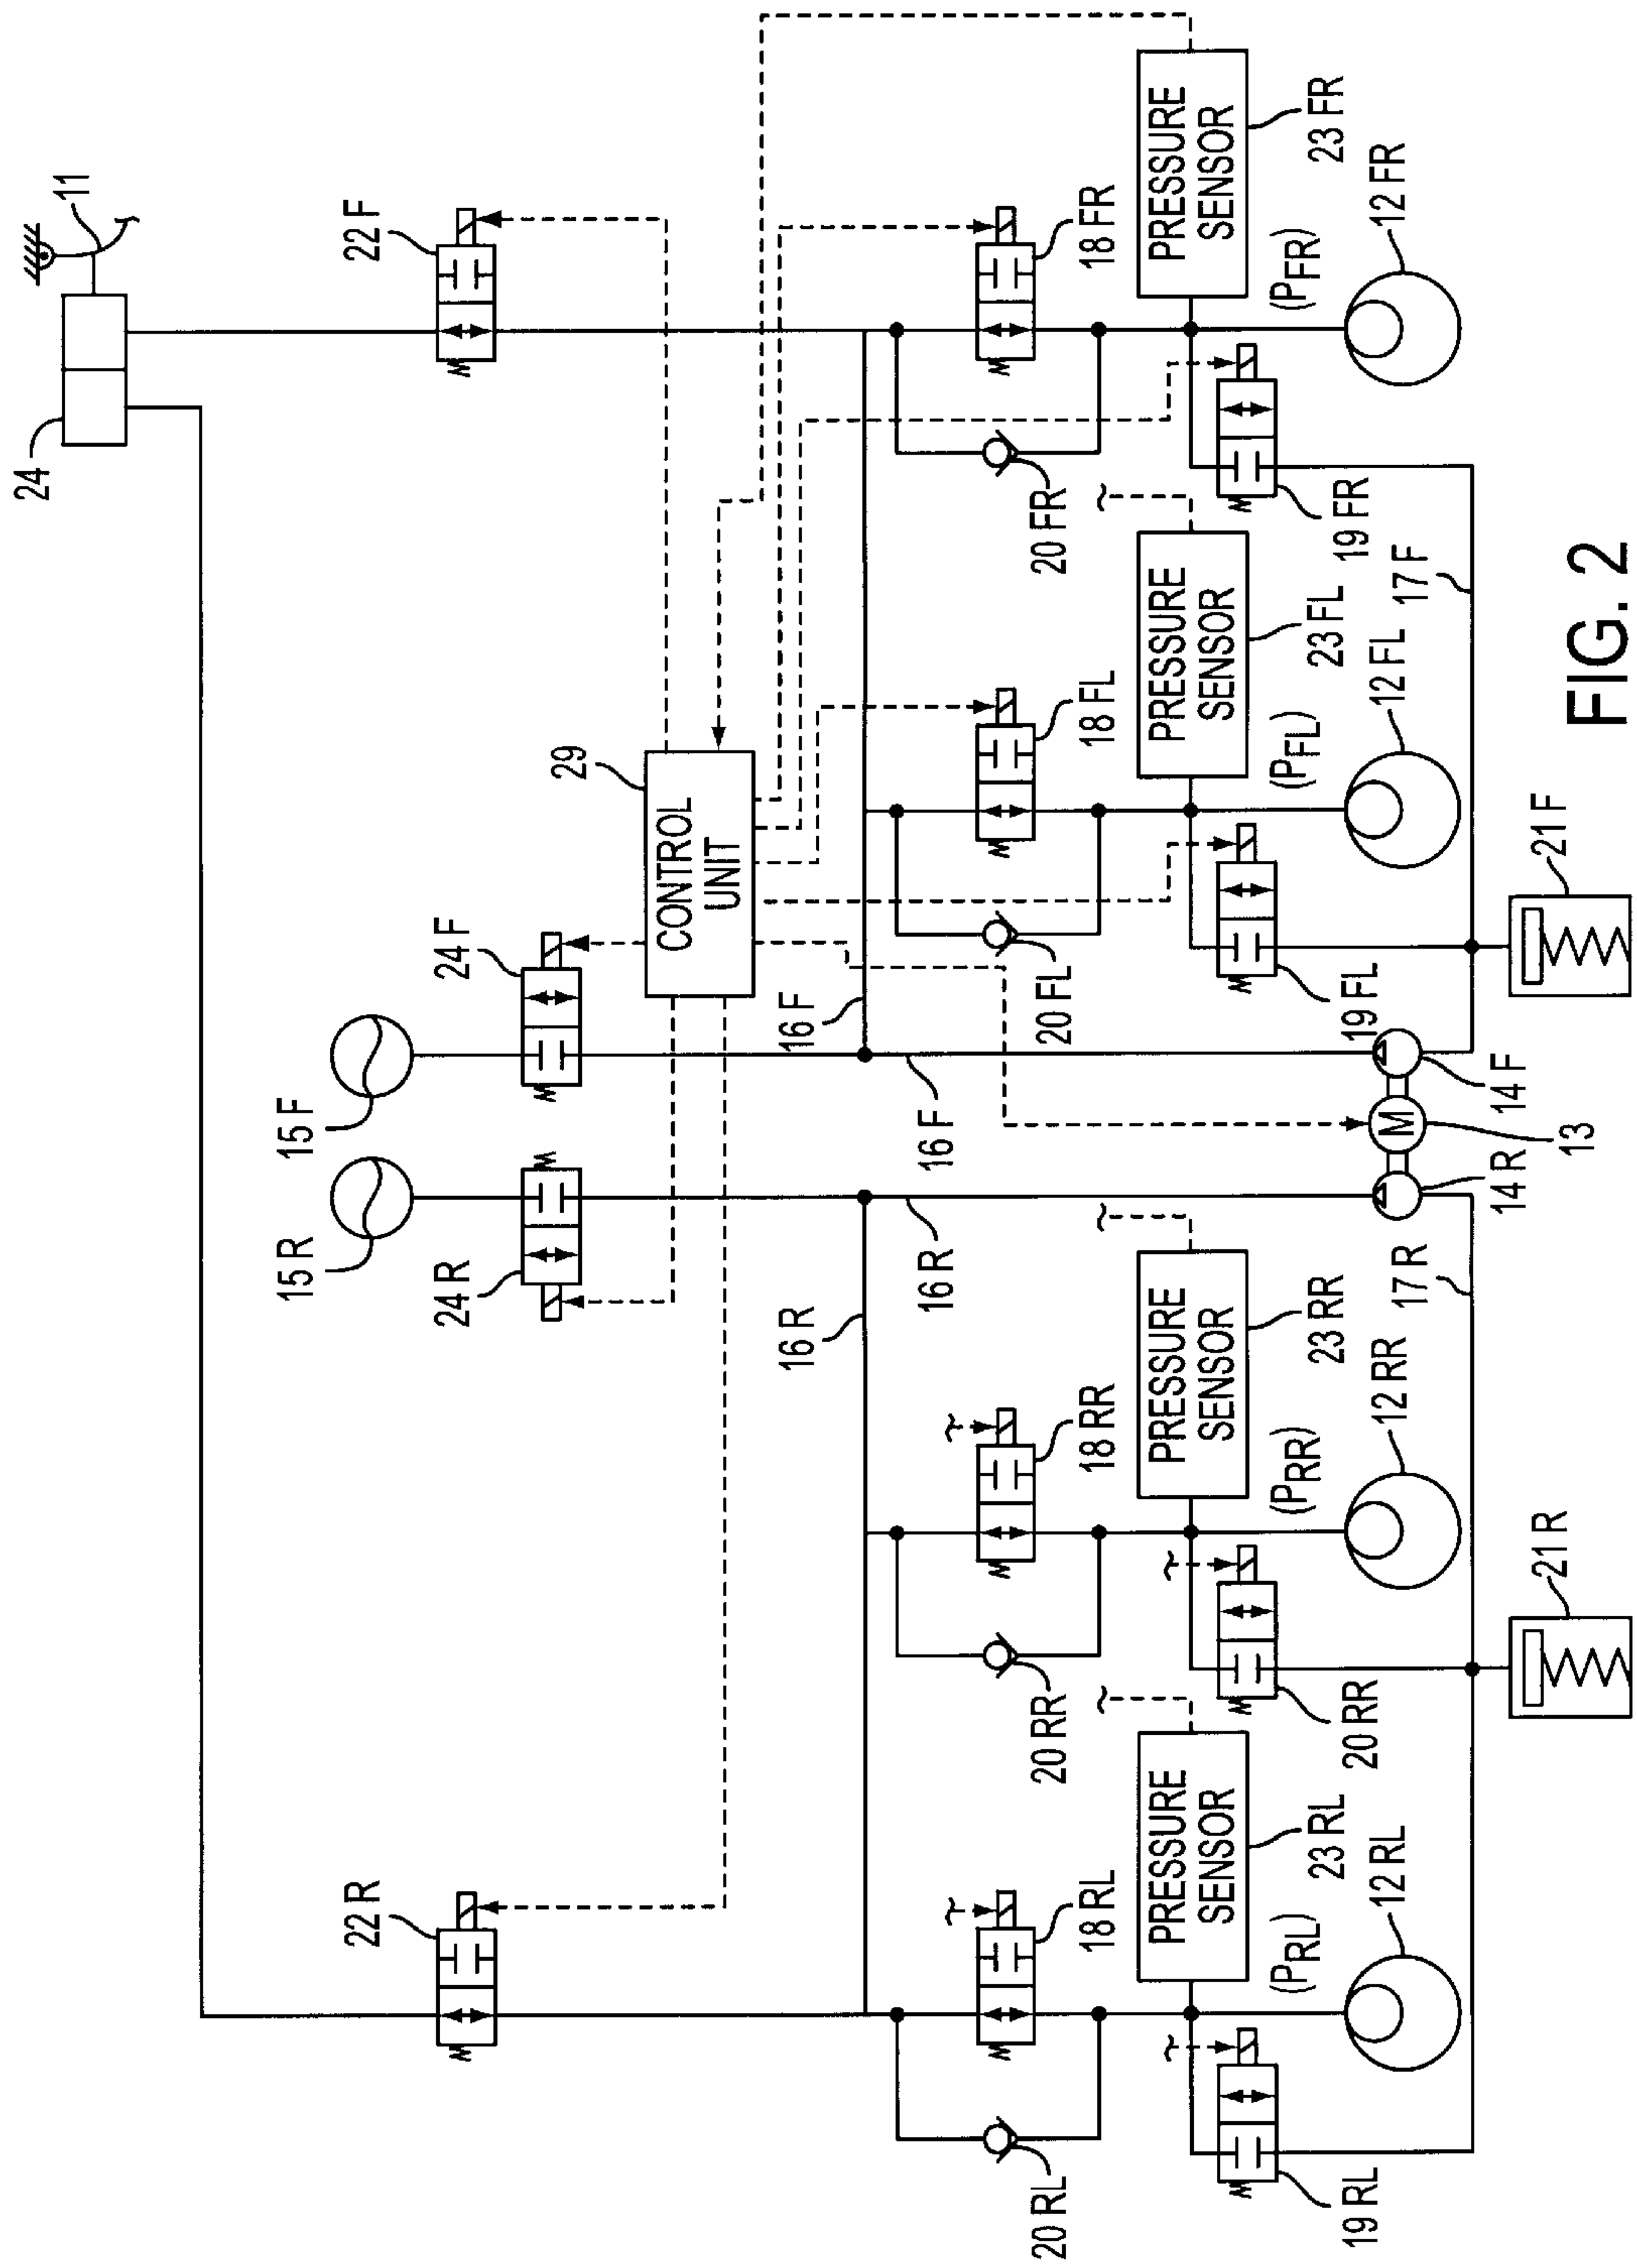 24
11
22 R
22 F
15 R
15 F
24 R
24 F
29
CONTROL
UNIT
16 R
16 F
16 R
16 F
20 RL
18 RL
20 RR
18 RR
20 FL
18 FL
20 FR
18 FR
PRESSURE
SENSOR
PRESSURE
SENSOR
PRESSURE
SENSOR
PRESSURE
SENSOR
19 RL
23 RL
20 RR
23 RR
19 FL
23 FL
19 FR
23 FR
(PRL)
(PRR)
(PFL)
(PFR)
12 RL
12 RR
12 FL
12 FR
17 R
17 F
M
14 R
13
14 F
21 R
21 F
FIG. 2